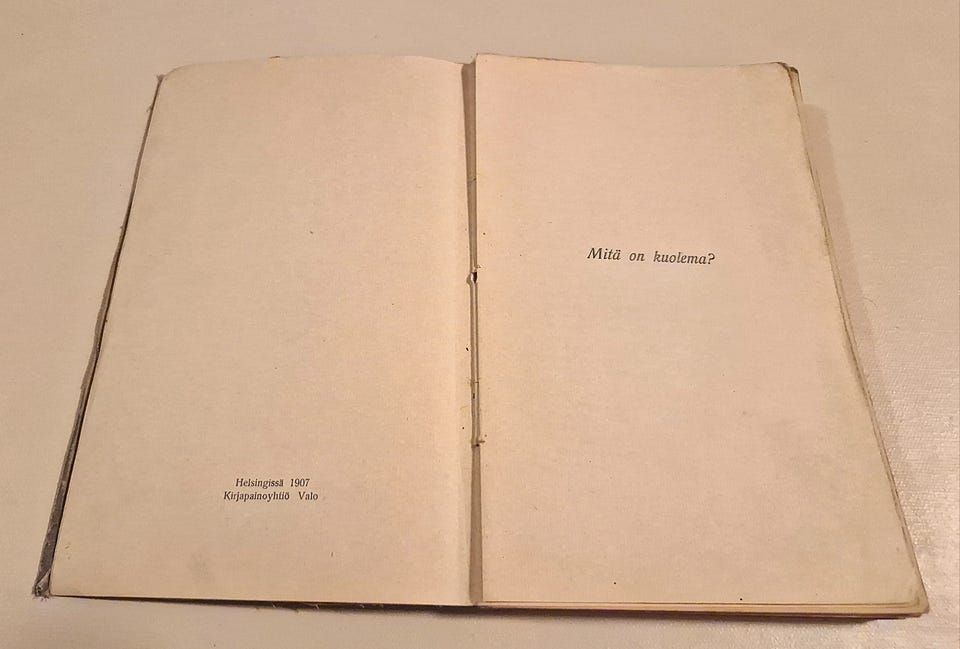 Helsingissä 1907
Kirjapainoyhtiö Valo
Mitä on kuolema?